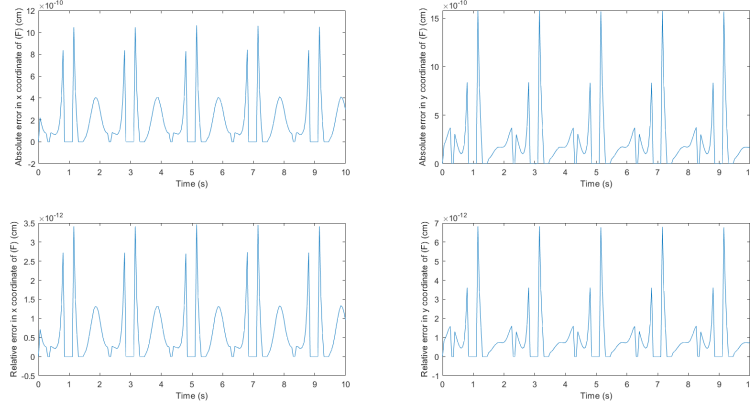 ×10⁻¹⁰
12
10
8
6
4
2
0
-2
0 1 2 3 4 5 6 7 8 9 10
Time (s)
Absolute error in x coordinate of (F) (cm)
×10⁻¹⁰
15
10
5
0
0 1 2 3 4 5 6 7 8 9 10
Time (s)
Absolute error in y coordinate of (F) (cm)
×10⁻¹²
3.5
3
2.5
2
1.5
1
0.5
0
-0.5
0 1 2 3 4 5 6 7 8 9 10
Time (s)
Relative error in x coordinate of (F) (cm)
×10⁻¹²
7
6
5
4
3
2
1
0
-1
0 1 2 3 4 5 6 7 8 9 10
Time (s)
Relative error in y coordinate of (F) (cm)